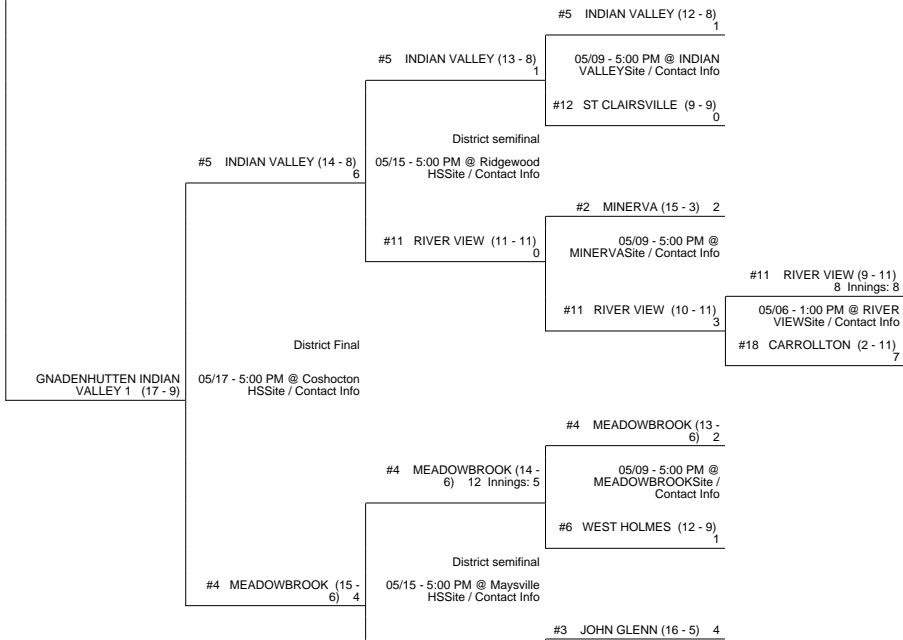 #5 INDIAN VALLEY (12 - 8)
1
05/09 - 5:00 PM @ INDIAN
VALLEYSite / Contact Info
#12 ST CLAIRSVILLE (9 - 9)
0
#5 INDIAN VALLEY (13 - 8)
1
District semifinal
05/15 - 5:00 PM @ Ridgewood
HSSite / Contact Info
#5 INDIAN VALLEY (14 - 8)
6
#2 MINERVA (15 - 3) 2
05/09 - 5:00 PM @
MINERVASite / Contact Info
#11 RIVER VIEW (11 - 11)
0
#11 RIVER VIEW (9 - 11)
8 Innings: 8
05/06 - 1:00 PM @ RIVER
VIEWSite / Contact Info
#18 CARROLLTON (2 - 11)
7
#11 RIVER VIEW (10 - 11)
3
District Final
05/17 - 5:00 PM @ Coshocton
HSSite / Contact Info
GNADENHUTTEN INDIAN
VALLEY 1 (17 - 9)
#4 MEADOWBROOK (13 -
6) 2
05/09 - 5:00 PM @
MEADOWBROOKSite /
Contact Info
#6 WEST HOLMES (12 - 9)
1
#4 MEADOWBROOK (14 -
6) 12 Innings: 5
District semifinal
05/15 - 5:00 PM @ Maysville
HSSite / Contact Info
#4 MEADOWBROOK (15 -
6) 4
#3 JOHN GLENN (16 - 5) 4